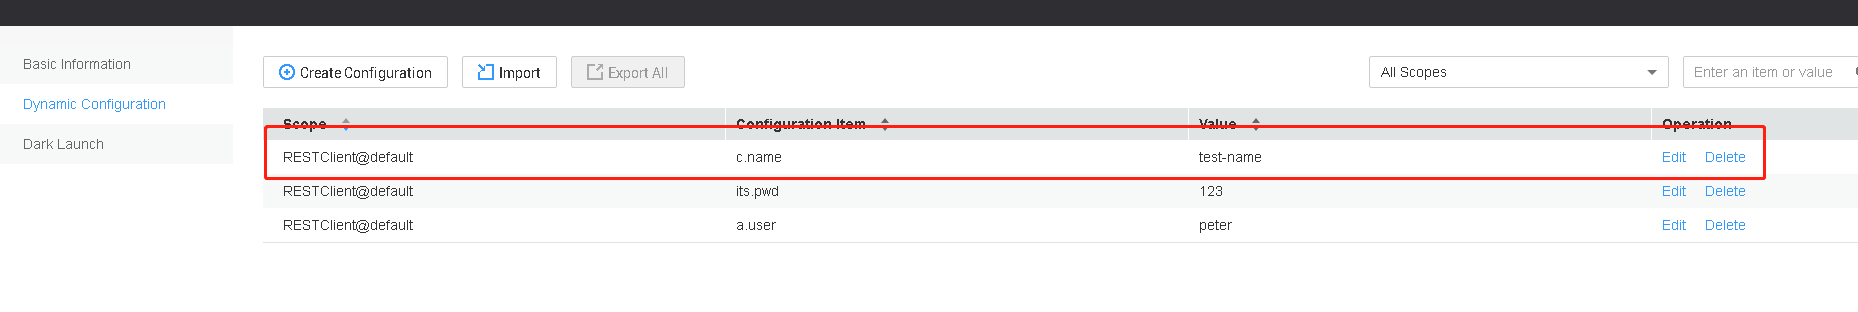 Basic Information
Dynamic Configuration
Dark Launch
Create Configuration Import Export All All Scopes Enter an item or value
Scope Configuration Item Value Operation
RESTClient@default c.name test-name Edit Delete
RESTClient@default its.pwd 123 Edit Delete
RESTClient@default a.user peter Edit Delete